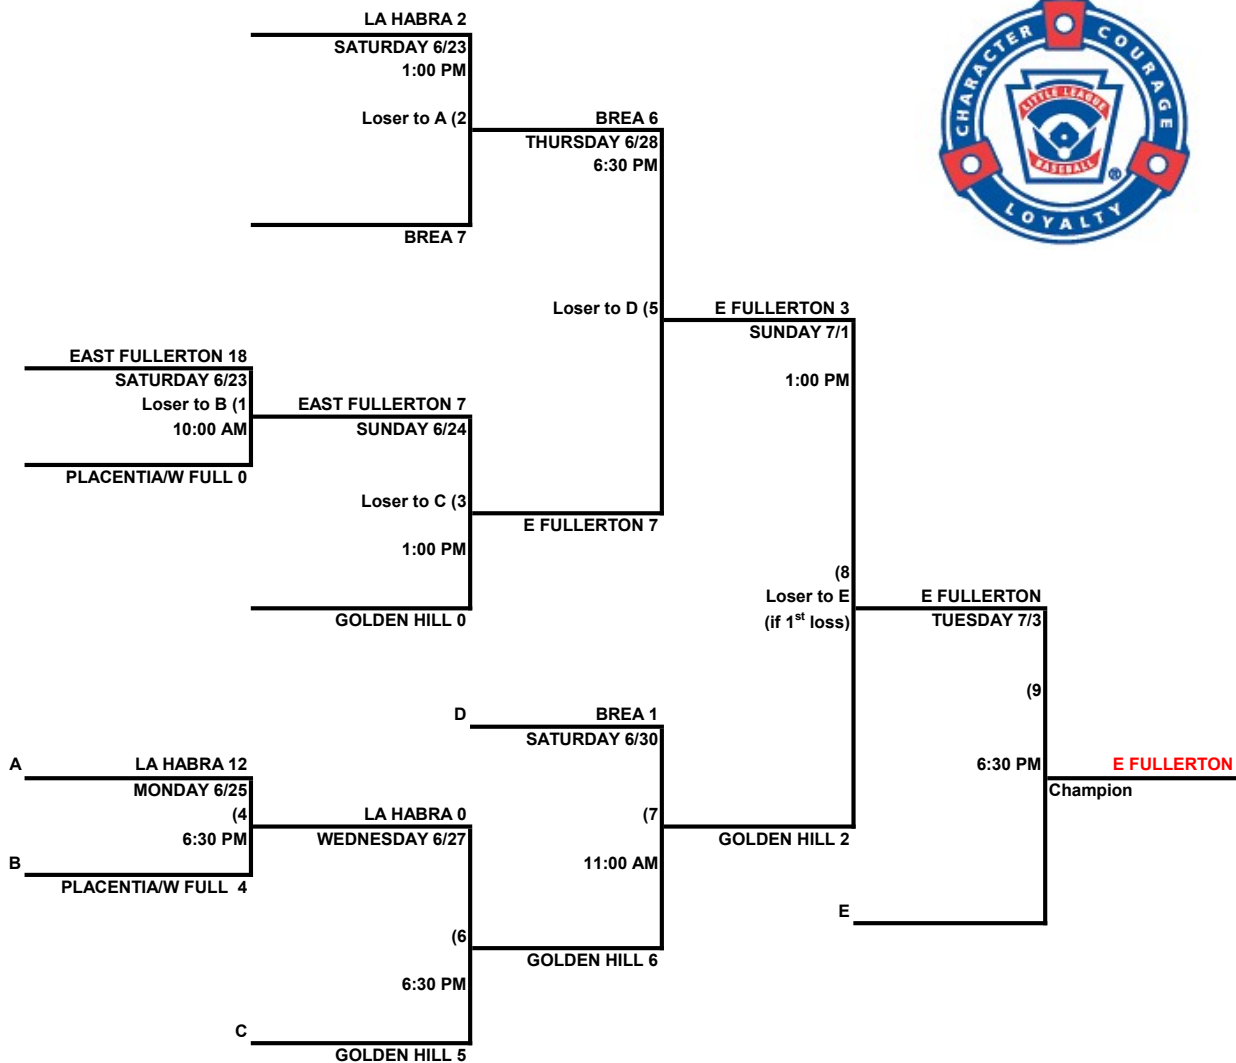 LA HABRA 2
SATURDAY 6/23
1:00 PM
Loser to A (2
BREA 6
THURSDAY 6/28
6:30 PM
BREA 7
CHARACTER
COURAGE
LOYALTY
LITTLE LEAGUE
BASEBALL
®
Loser to D (5
E FULLERTON 3
SUNDAY 7/1
1:00 PM
EAST FULLERTON 18
SATURDAY 6/23
Loser to B (1
10:00 AM
PLACENTIA/W FULL 0
EAST FULLERTON 7
SUNDAY 6/24
Loser to C (3
1:00 PM
E FULLERTON 7
GOLDEN HILL 0
(8
Loser to E
(if 1st loss)
E FULLERTON
TUESDAY 7/3
(9
6:30 PM
E FULLERTON
Champion
D
BREA 1
SATURDAY 6/30
(7
11:00 AM
GOLDEN HILL 2
A
LA HABRA 12
MONDAY 6/25
(4
6:30 PM
B
PLACENTIA/W FULL 4
LA HABRA 0
WEDNESDAY 6/27
(6
6:30 PM
GOLDEN HILL 6
E
C
GOLDEN HILL 5